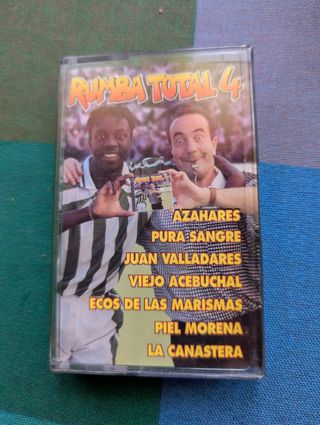 RUMBA TOTAL 4
AZAHARES
PURA SANGRE
JUAN VALLADARES
VIEJO ACEBUCHAL
ECOS DE LAS MARISMAS
PIEL MORENA
LA CANASTERA